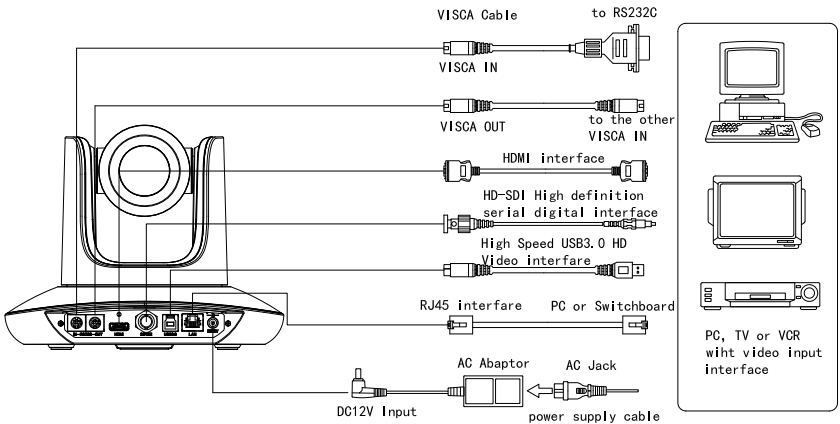 VISCA Cable
to RS232C
VISCA IN
VISCA OUT
to the other
VISCA IN
HDMI interface
HD-SDI High definition
serial digital interface
High Speed USB3.0 HD
Video interfare
RJ45 interfare
PC or Switchboard
AC Abaptor
AC Jack
DC12V Input
power supply cable
PC, TV or VCR
wiht video input
interface